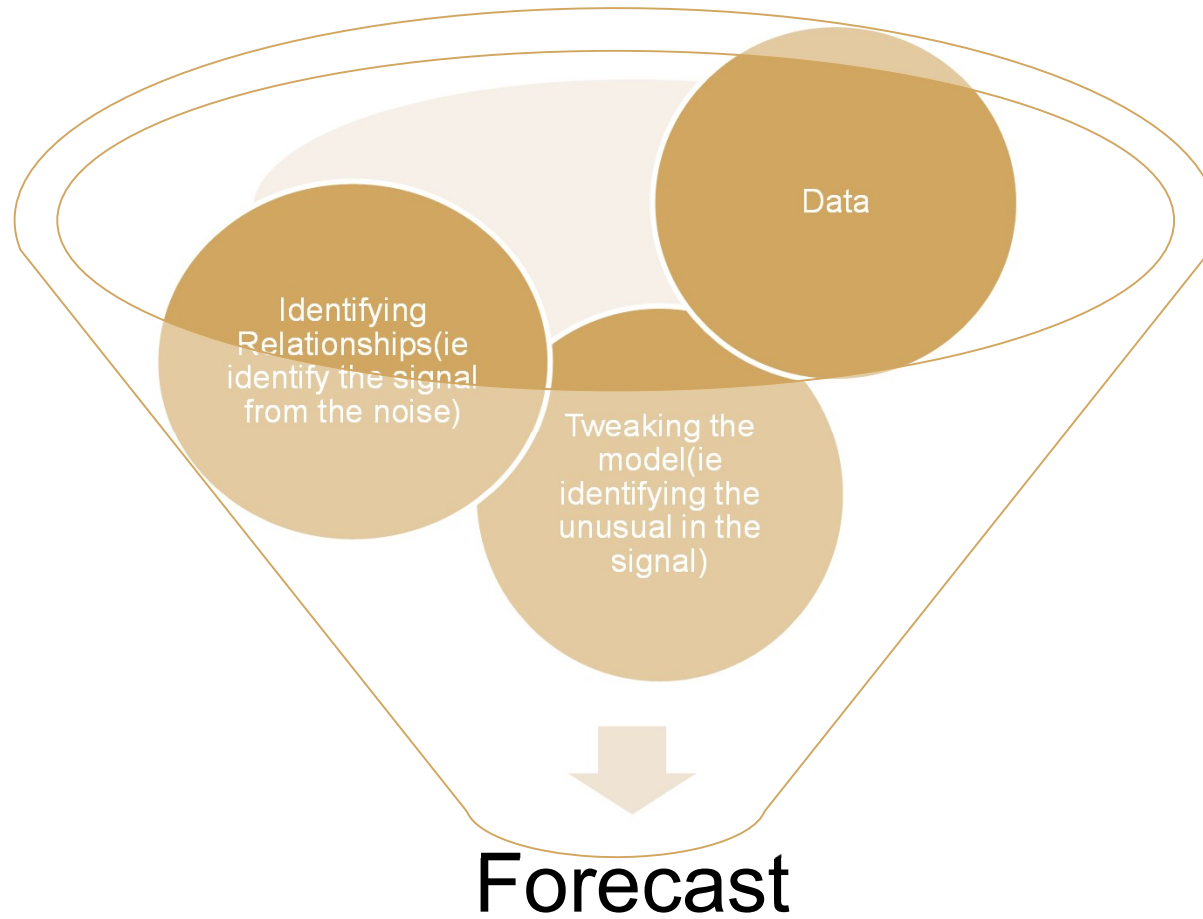 Data
Identifying
Relationships(ie
identify the signal
from the noise)
Tweaking the
model(ie
identifying the
unusual in the
signal)
Forecast